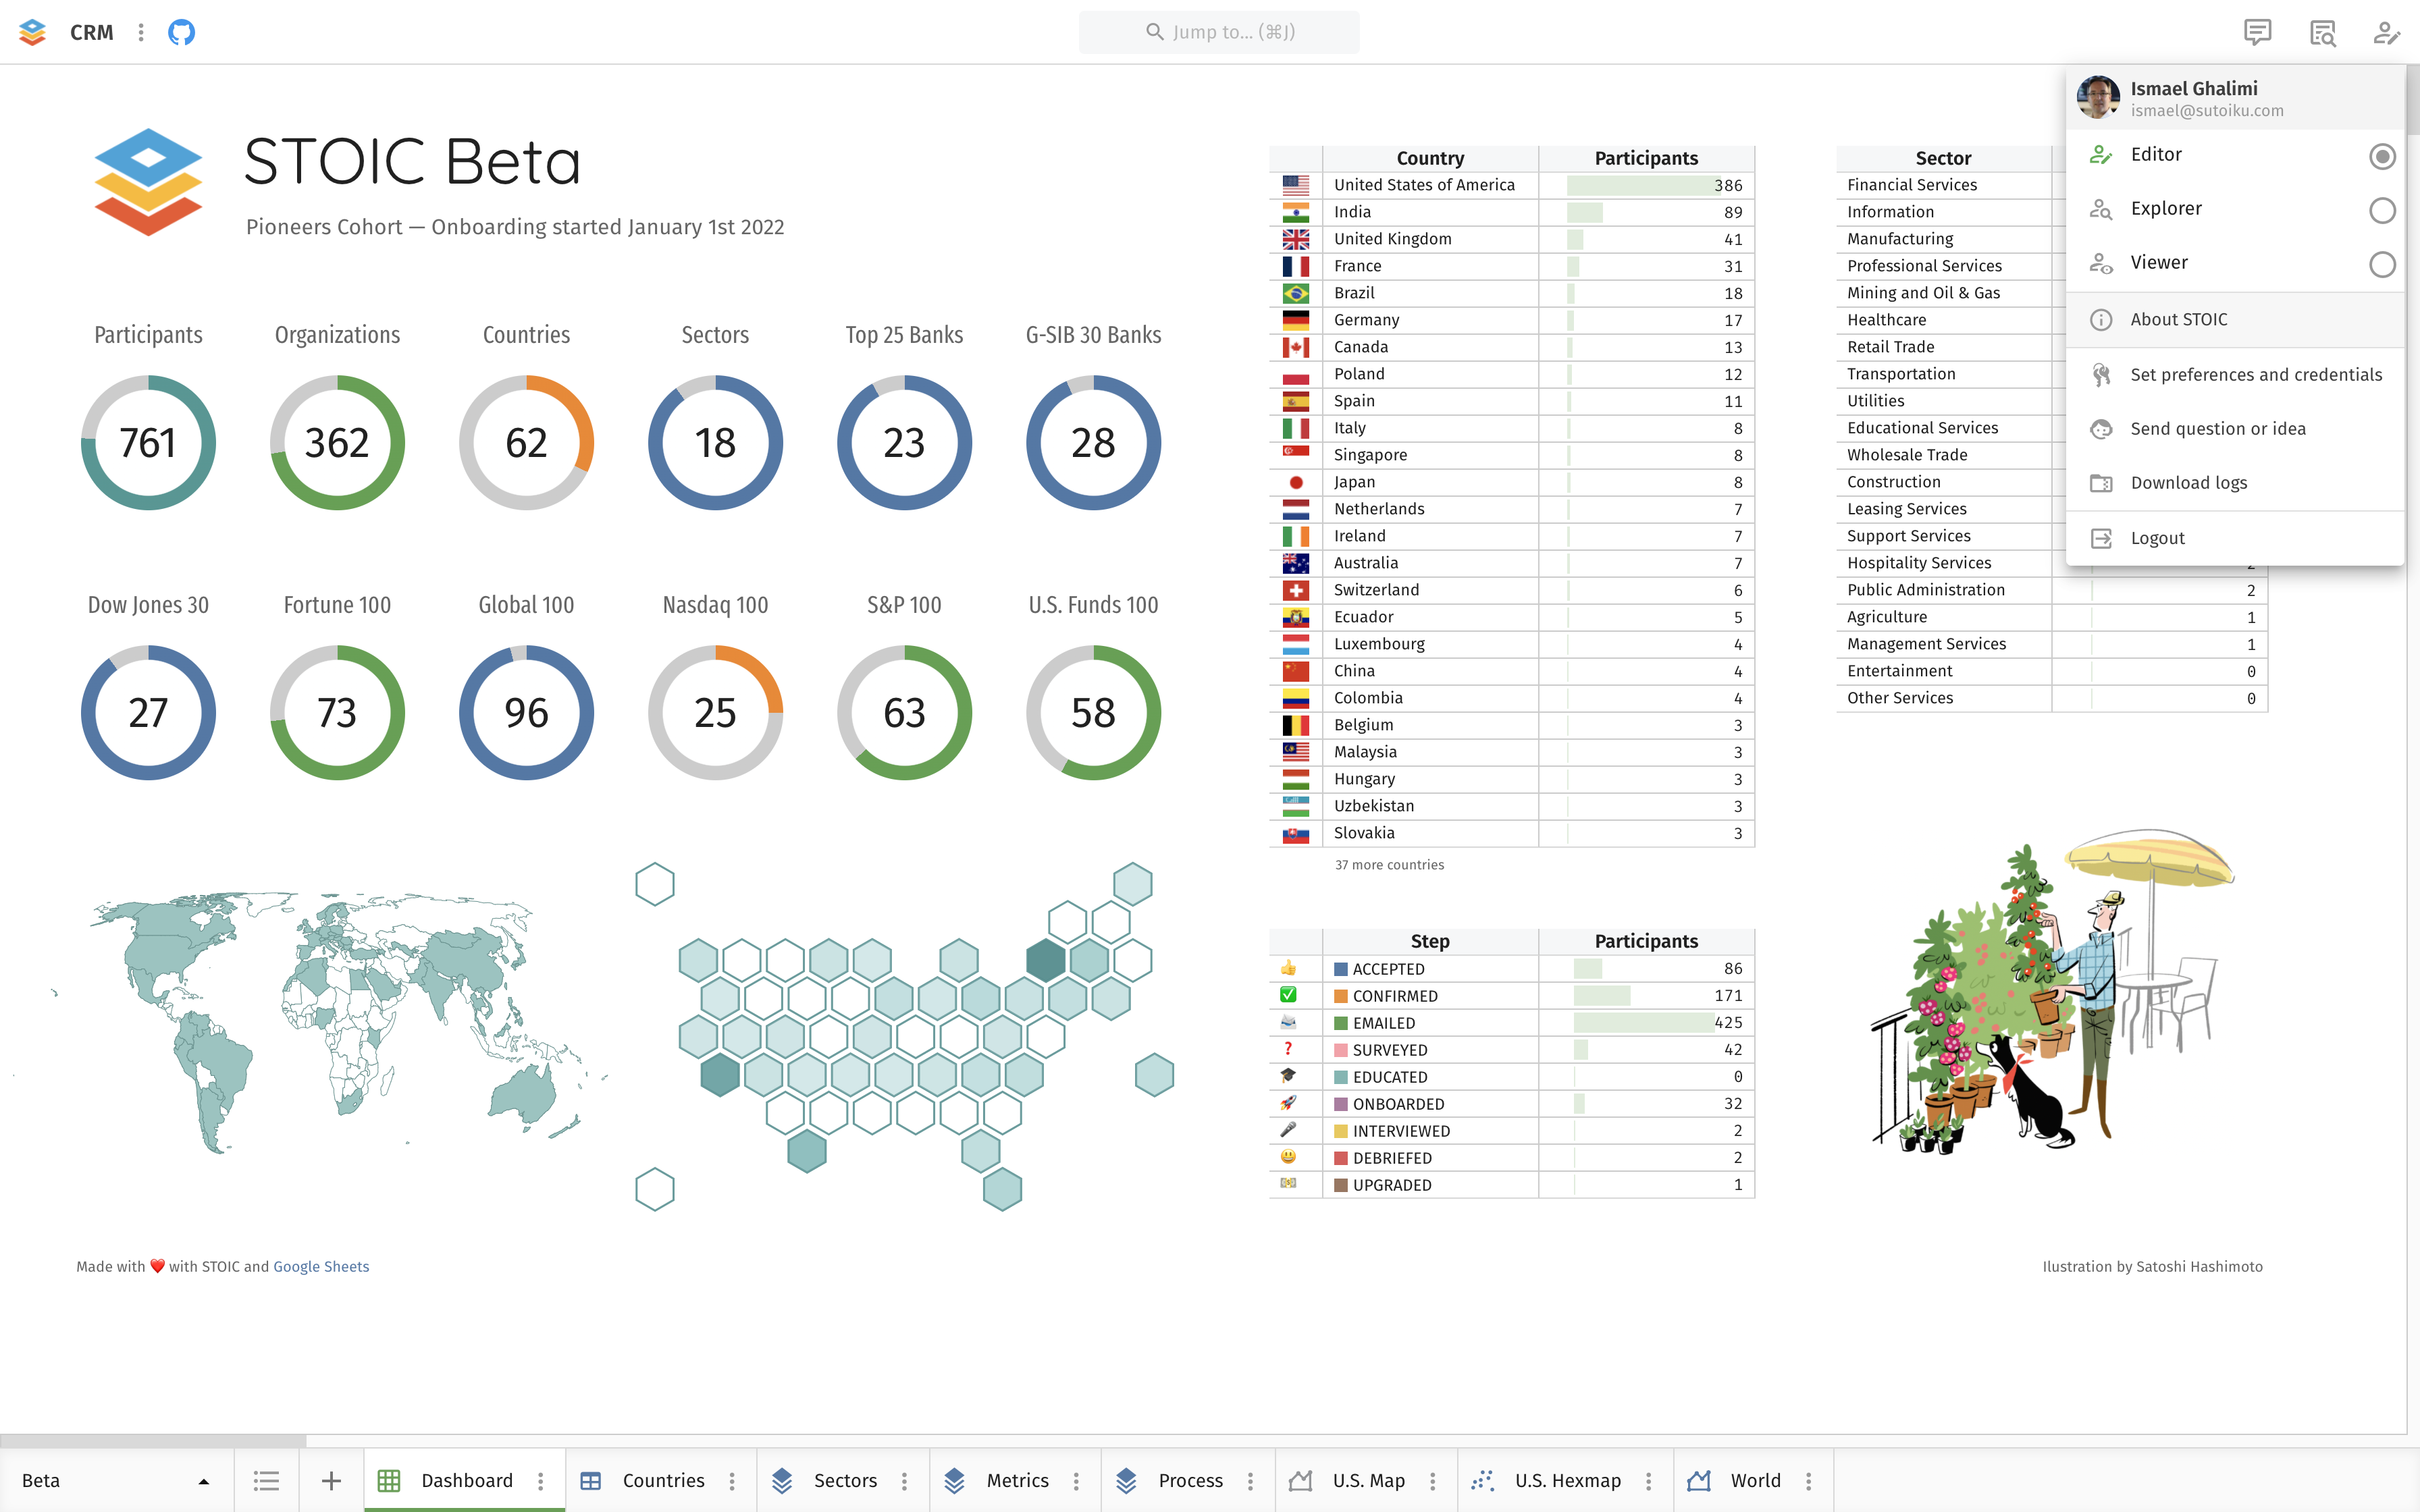 CRM
Jump to... (⌘J)
STOIC Beta
Pioneers Cohort — Onboarding started January 1st 2022
Participants Organizations Countries Sectors Top 25 Banks G-SIB 30 Banks
761 362 62 18 23 28
Dow Jones 30 Fortune 100 Global 100 Nasdaq 100 S&P 100 U.S. Funds 100
27 73 96 25 63 58
Made with ❤️ with STOIC and Google Sheets
Country Participants
United States of America 386
India 89
United Kingdom 41
France 31
Brazil 18
Germany 17
Canada 13
Poland 12
Spain 11
Italy 8
Singapore 8
Japan 8
Netherlands 7
Ireland 7
Australia 7
Switzerland 6
Ecuador 5
Luxembourg 4
China 4
Colombia 4
Belgium 3
Malaysia 3
Hungary 3
Uzbekistan 3
Slovakia 3
37 more countries
Step Participants
ACCEPTED 86
CONFIRMED 171
EMAILED 425
SURVEYED 42
EDUCATED 0
ONBOARDED 32
INTERVIEWED 2
DEBRIEFED 2
UPGRADED 1
Sector
Financial Services
Information
Manufacturing
Professional Services
Mining and Oil & Gas
Healthcare
Retail Trade
Transportation
Utilities
Educational Services
Wholesale Trade
Construction
Leasing Services
Support Services
Hospitality Services
Public Administration 2
Agriculture 1
Management Services 1
Entertainment 0
Other Services 0
Ismael Ghalimi
ismael@sutoiku.com
Editor
Explorer
Viewer
About STOIC
Set preferences and credentials
Send question or idea
Download logs
Logout
Ilustration by Satoshi Hashimoto
Beta Dashboard Countries Sectors Metrics Process U.S. Map U.S. Hexmap World